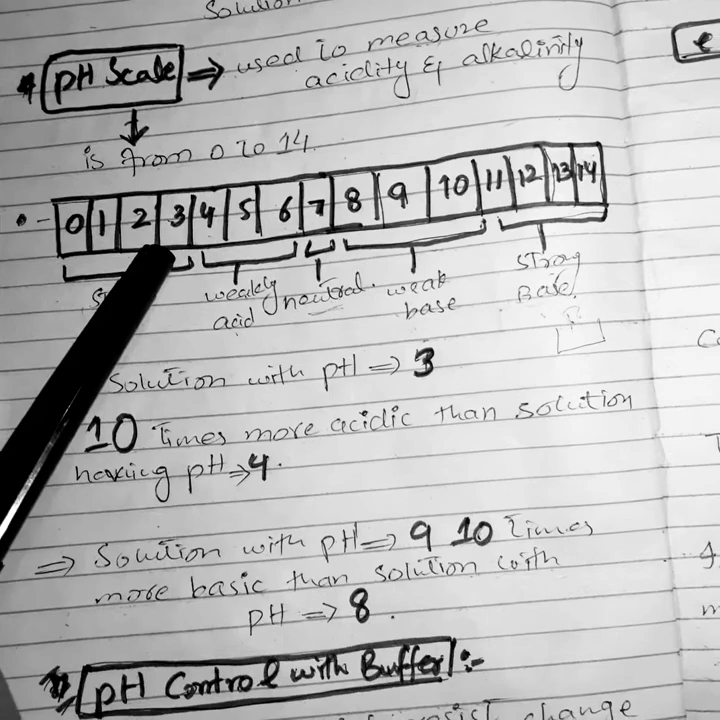 Solution
pH Scale ⇒ used to measure
acidity & alkalinity
is from 0 to 14.
0 1 2 3 4 5 6 7 8 9 10 11 12 13 14
weakly acid
neutral.
weak base
strong Base
Solution with pH ⇒ 3
10 times more acidic than solution
having pH → 4.
⇒ Soution with pH ⇒ 9 10 times
more basic than solution with
pH ⇒ 8.
pH Control with Buffer :-
change